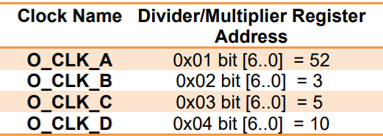 Clock Name Divider/Multiplier Register
Address
O_CLK_A 0x01 bit [6..0] = 52
O_CLK_B 0x02 bit [6..0] = 3
O_CLK_C 0x03 bit [6..0] = 5
O_CLK_D 0x04 bit [6..0] = 10